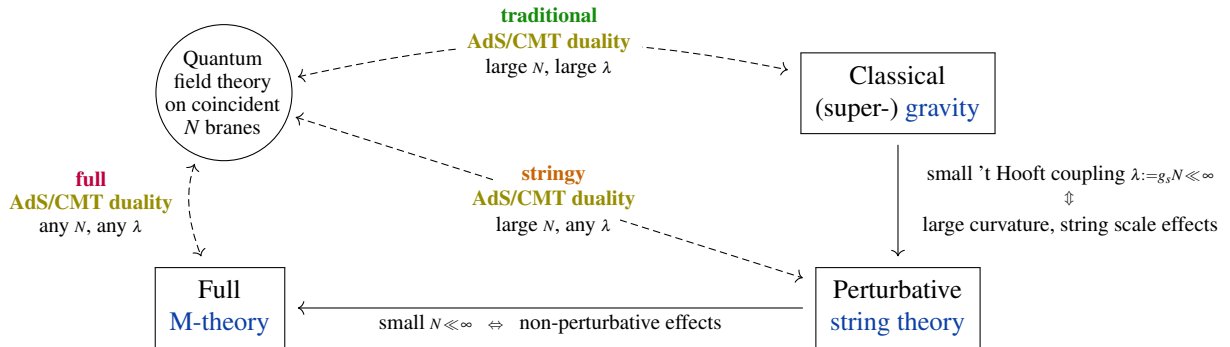 traditional
AdS/CMT duality
large N, large λ
Quantum
field theory
on coincident
N branes
Classical
(super-) gravity
full
AdS/CMT duality
any N, any λ
stringy
AdS/CMT duality
large N, any λ
small ’t Hooft coupling λ:=gₛN≪∞
⇕
large curvature, string scale effects
Full
M-theory
small N≪∞ ⇔ non-perturbative effects
Perturbative
string theory